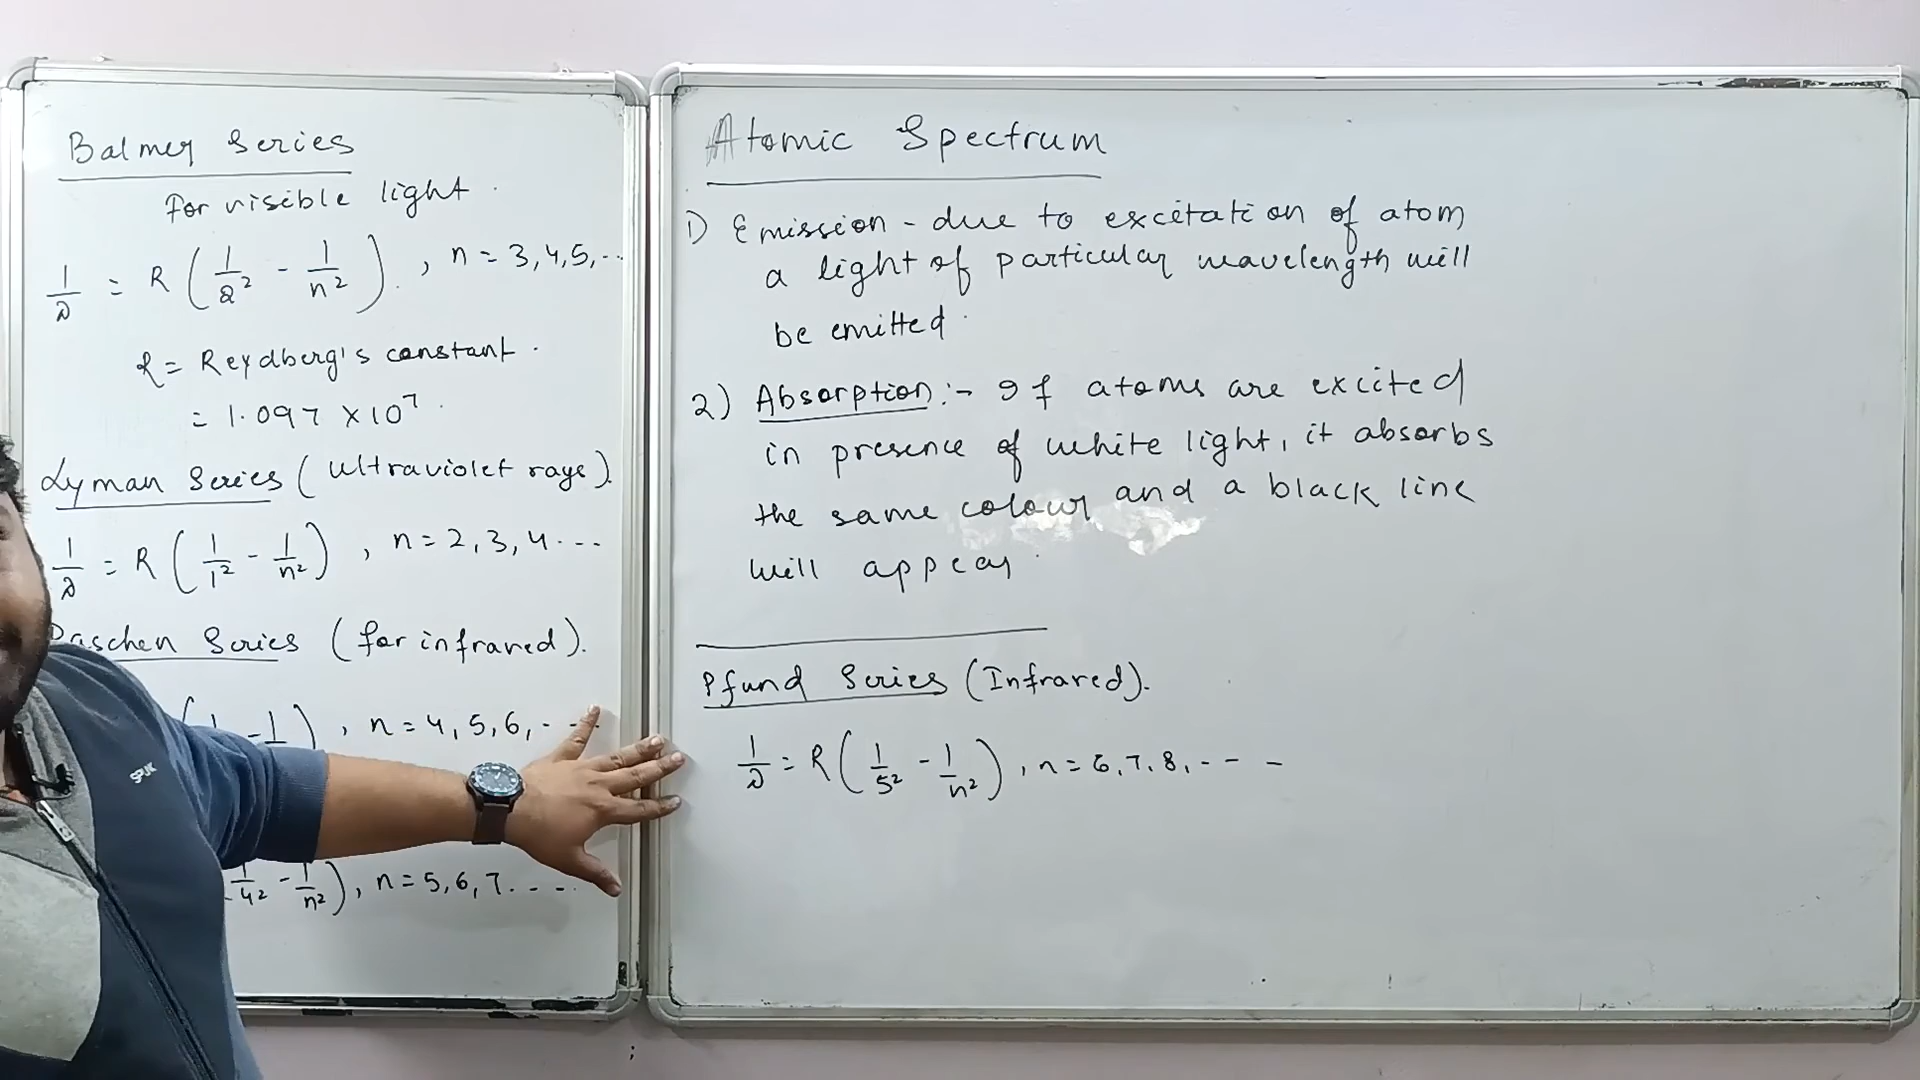 Balmer Series
for visible light.
1/λ = R (1/2² - 1/n²), n = 3,4,5,...
R = Reydberg's constant.
= 1.097 × 10⁷.
Lyman Series (ultraviolet rays).
1/λ = R (1/1² - 1/n²), n = 2, 3, 4 ...
Paschen Series (for infrared).
- 1 ), n = 4, 5, 6, ...
1/4² - 1/n²), n = 5, 6, 7. ...
Atomic Spectrum
1) Emission - due to excitation of atom
a light of particular wavelength will
be emitted.
2) Absorption :- If atoms are excited
in presence of white light, it absorbs
the same colour and a black line
will appear.
Pfund Series (Infrared).
1/λ = R (1/5² - 1/n²), n = 6, 7, 8, - - -
SPUK